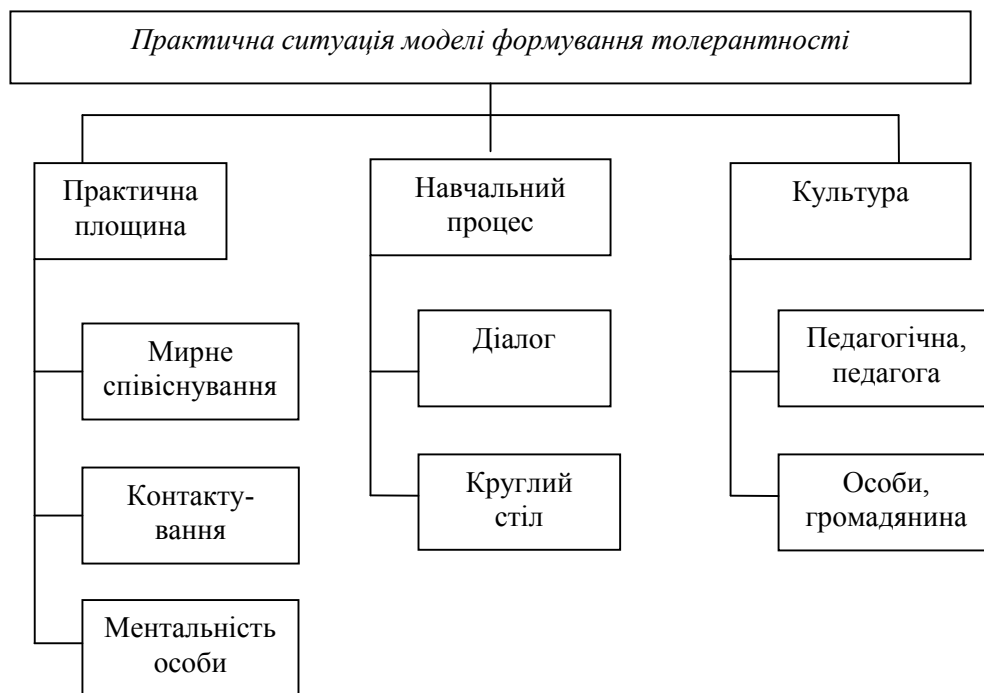 Практична ситуація моделі формування толерантності
Практична
площина
Навчальний
процес
Культура
Мирне
співіснування
Контакту-
вання
Ментальність
особи
Діалог
Круглий
стіл
Педагогічна,
педагога
Особи,
громадянина